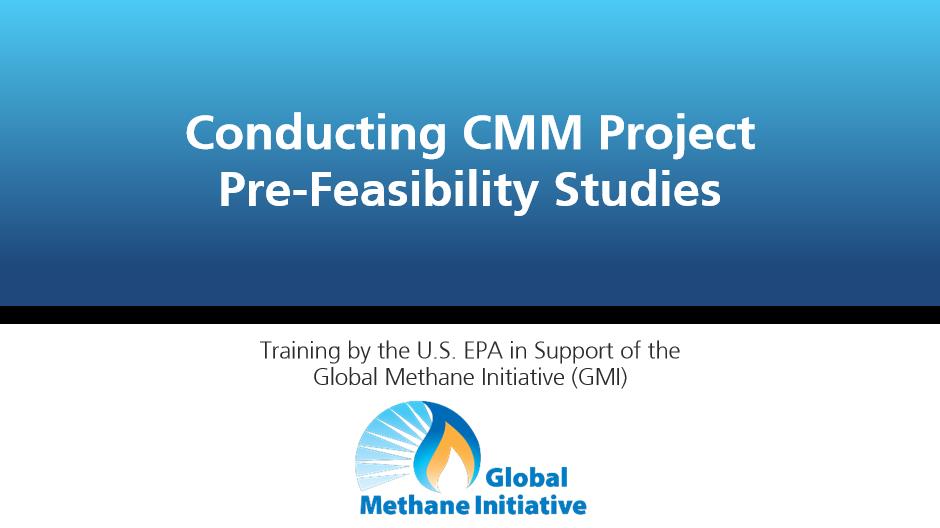 Conducting CMM Project
Pre-Feasibility Studies
Training by the U.S. EPA in Support of the
Global Methane Initiative (GMI)
Global
Methane Initiative